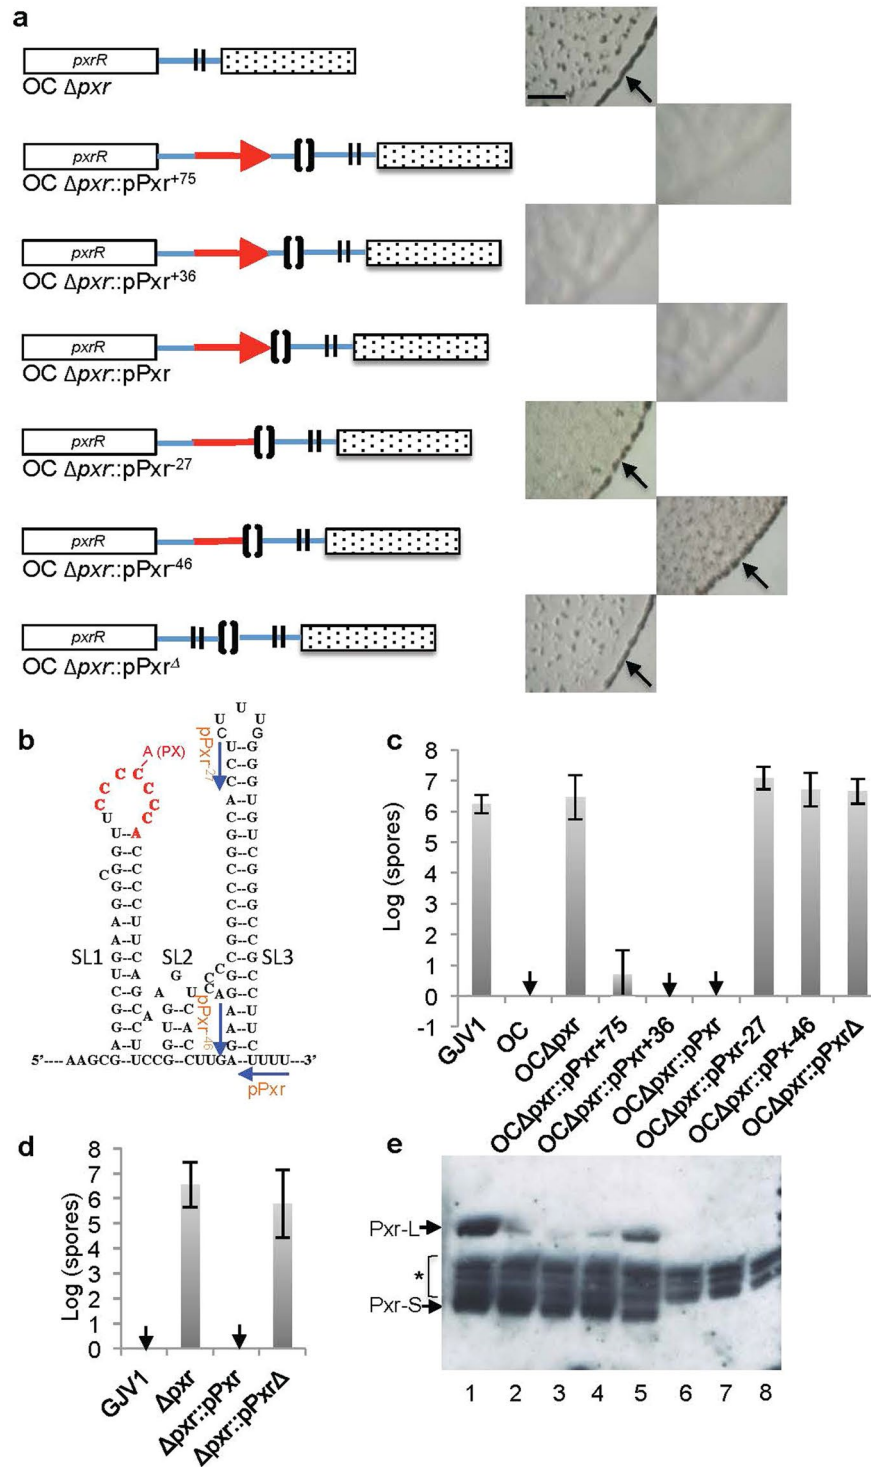 a
pxrR
OC Δpxr
pxrR
OC Δpxr::pPxr+75
pxrR
OC Δpxr::pPxr+36
pxrR
OC Δpxr::pPxr
pxrR
OC Δpxr::pPxr-27
pxrR
OC Δpxr::pPxr-46
pxrR
OC Δpxr::pPxrΔ
b
A (PX)
pPxr-27
SL1
SL2
SL3
pPxr-46
5'---- AAGCG--UCCG--CUUGA--UUUU---3'
pPxr
c
Log (spores)
8
7
6
5
4
3
2
1
0
-1
GJV1
OC
OCΔpxr
OCΔpxr::pPxr+75
OCΔpxr::pPxr+36
OCΔpxr::pPxr
OCΔpxr::pPxr-27
OCΔpxr::pPx-46
OCΔpxr::pPxrΔ
d
Log (spores)
8
7
6
5
4
3
2
1
0
GJV1
Δpxr
Δpxr::pPxr
Δpxr::pPxrΔ
e
Pxr-L
*
Pxr-S
1 2 3 4 5 6 7 8